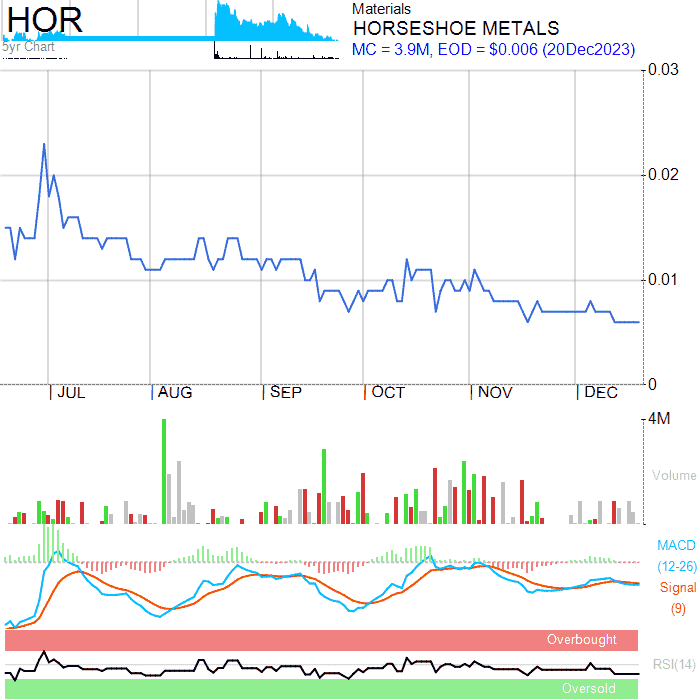 HOR
5yr Chart
Materials
HORSESHOE METALS
MC = 3.9M, EOD = $0.006 (20Dec2023)
0.03
0.02
0.01
0
JUL AUG SEP OCT NOV DEC
4M
Volume
MACD
(12-26)
Signal
(9)
Overbought
RSI(14)
Oversold